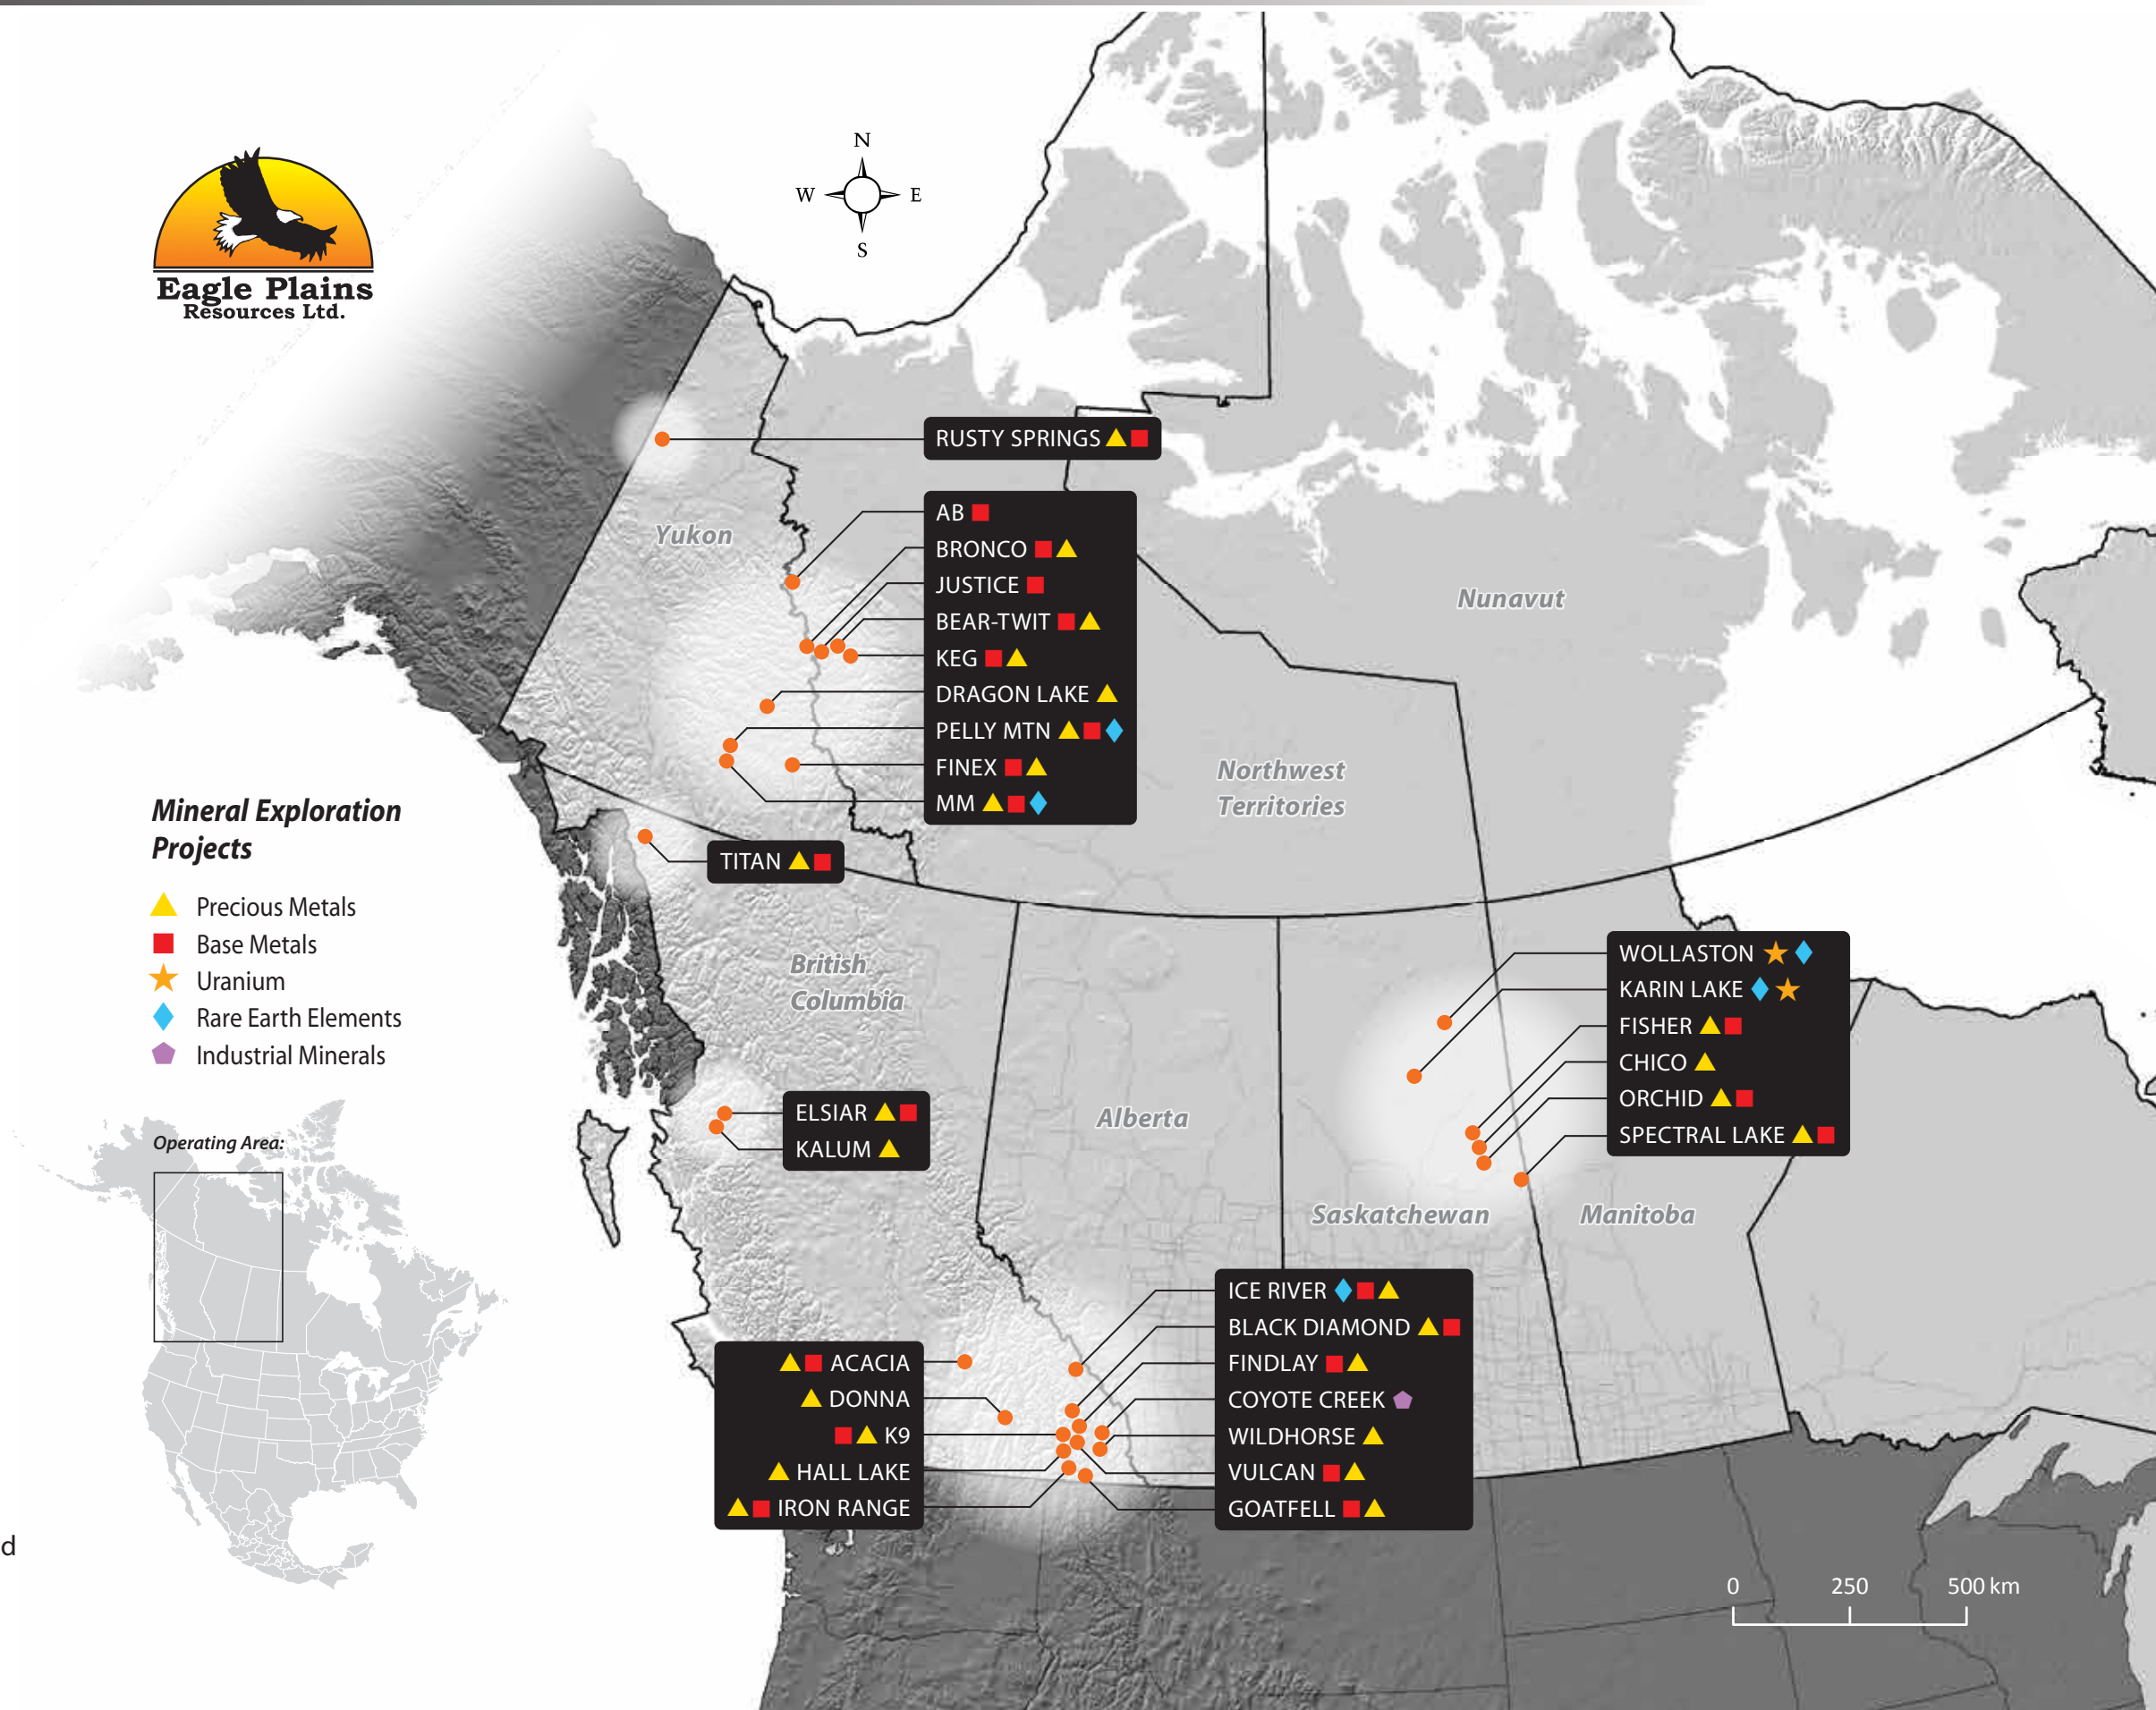 N
W E
S
Eagle Plains
Resources Ltd.
RUSTY SPRINGS
AB
BRONCO
JUSTICE
BEAR-TWIT
KEG
DRAGON LAKE
PELLY MTN
FINEX
MM
TITAN
Yukon
Nunavut
Northwest
Territories
Mineral Exploration
Projects
Precious Metals
Base Metals
Uranium
Rare Earth Elements
Industrial Minerals
British
Columbia
Alberta
Saskatchewan
Manitoba
WOLLASTON
KARIN LAKE
FISHER
CHICO
ORCHID
SPECTRAL LAKE
ELSIAR
KALUM
Operating Area:
ACACIA
DONNA
K9
HALL LAKE
IRON RANGE
ICE RIVER
BLACK DIAMOND
FINDLAY
COYOTE CREEK
WILDHORSE
VULCAN
GOATFELL
d
0 250 500 km